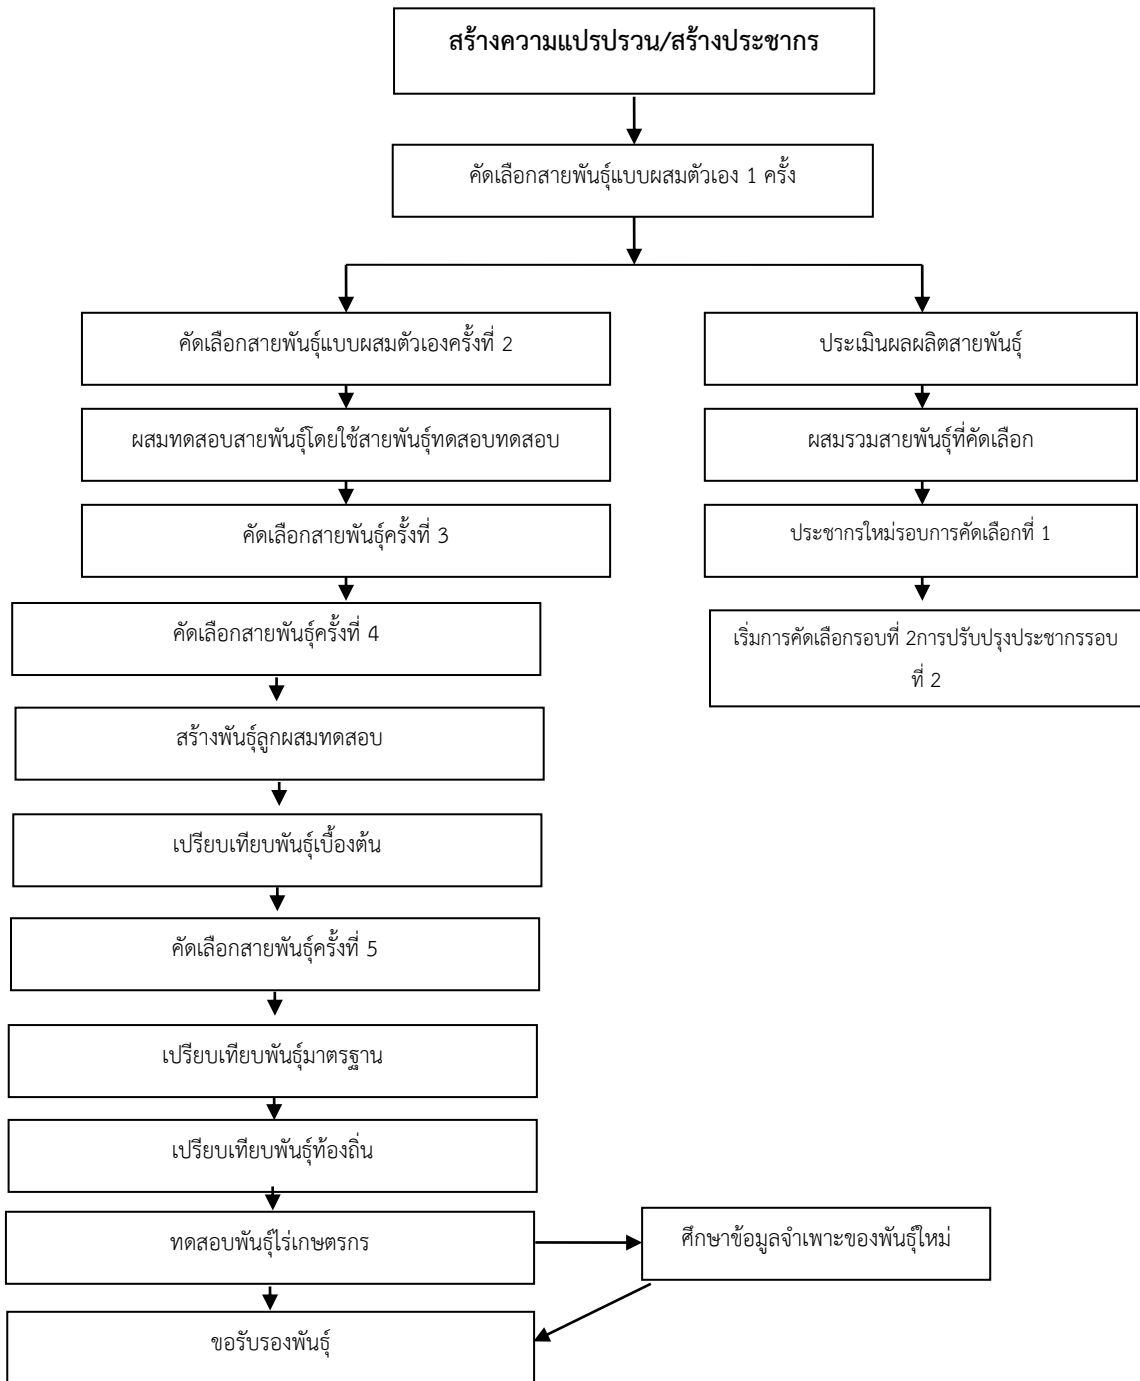 สร้างความแปรปรวน/สร้างประชากร
คัดเลือกสายพันธุ์แบบผสมตัวเอง 1 ครั้ง
คัดเลือกสายพันธุ์แบบผสมตัวเองครั้งที่ 2
ผสมทดสอบสายพันธุ์โดยใช้สายพันธุ์ทดสอบทดสอบ
คัดเลือกสายพันธุ์ครั้งที่ 3
คัดเลือกสายพันธุ์ครั้งที่ 4
สร้างพันธุ์ลูกผสมทดสอบ
เปรียบเทียบพันธุ์เบื้องต้น
คัดเลือกสายพันธุ์ครั้งที่ 5
เปรียบเทียบพันธุ์มาตรฐาน
เปรียบเทียบพันธุ์ท้องถิ่น
ทดสอบพันธุ์ไร่เกษตรกร
ขอรับรองพันธุ์
ประเมินผลผลิตสายพันธุ์
ผสมรวมสายพันธุ์ที่คัดเลือก
ประชากรใหม่รอบการคัดเลือกที่ 1
เริ่มการคัดเลือกรอบที่ 2การปรับปรุงประชากรรอบ
ที่ 2
ศึกษาข้อมูลจำเพาะของพันธุ์ใหม่